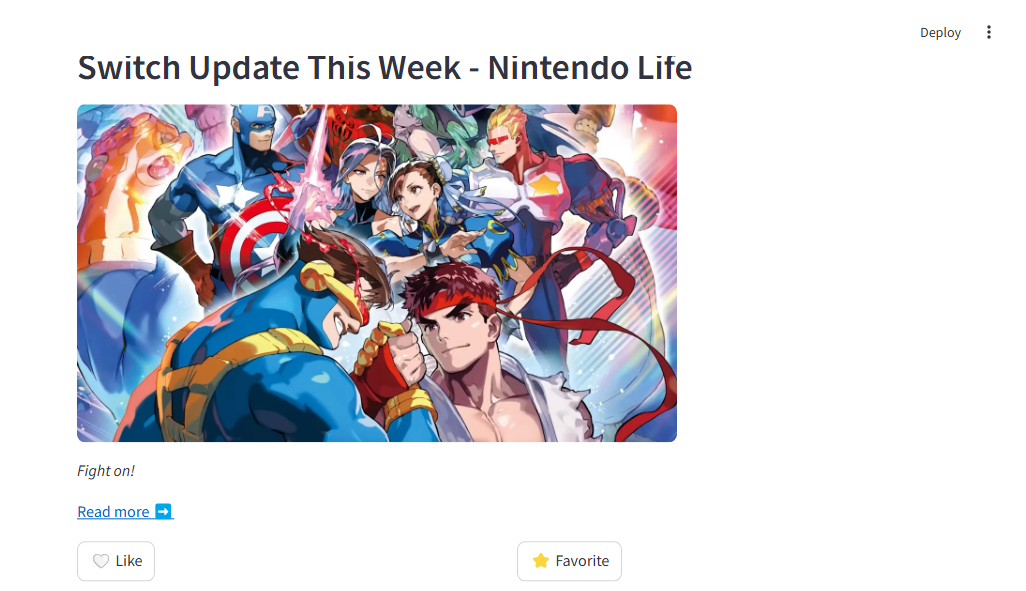 Deploy
Switch Update This Week - Nintendo Life
A
Fight on!
Read more ➡️
🤍 Like
⭐ Favorite